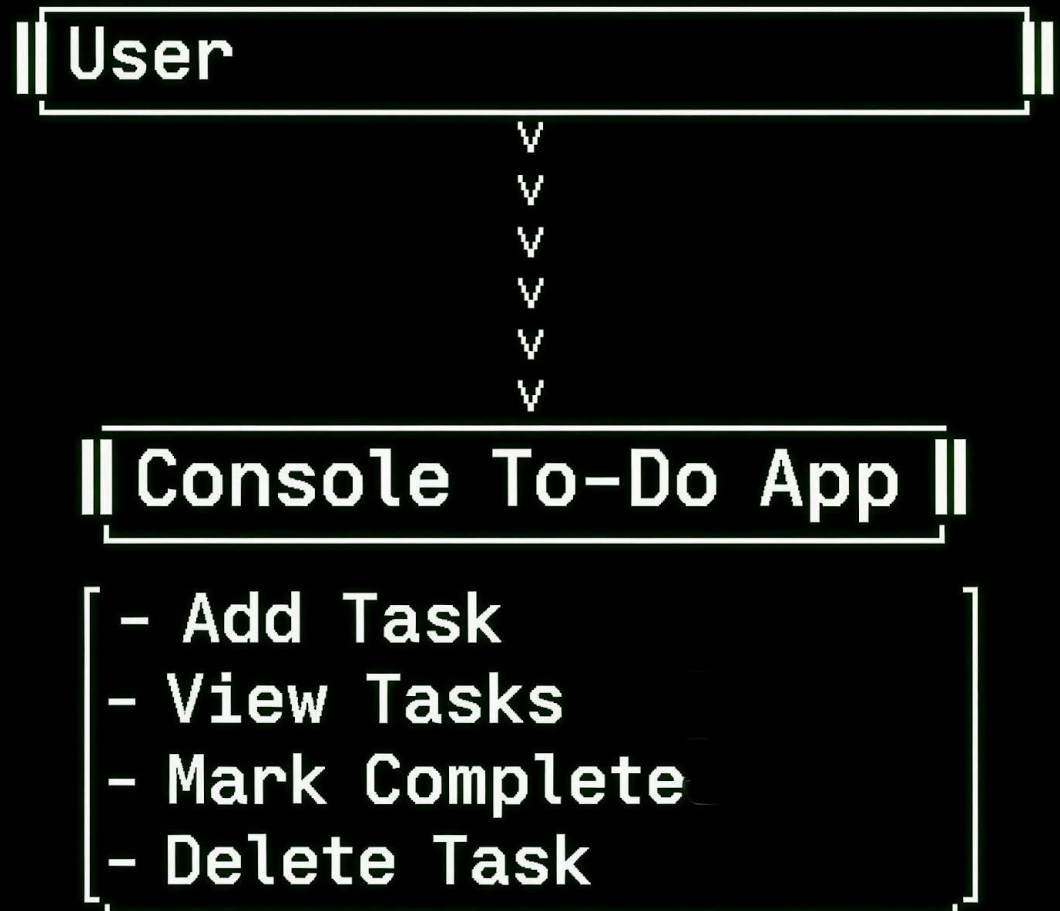 User
v
v
v
v
v
v
Console To-Do App
- Add Task
- View Tasks
- Mark Complete
- Delete Task